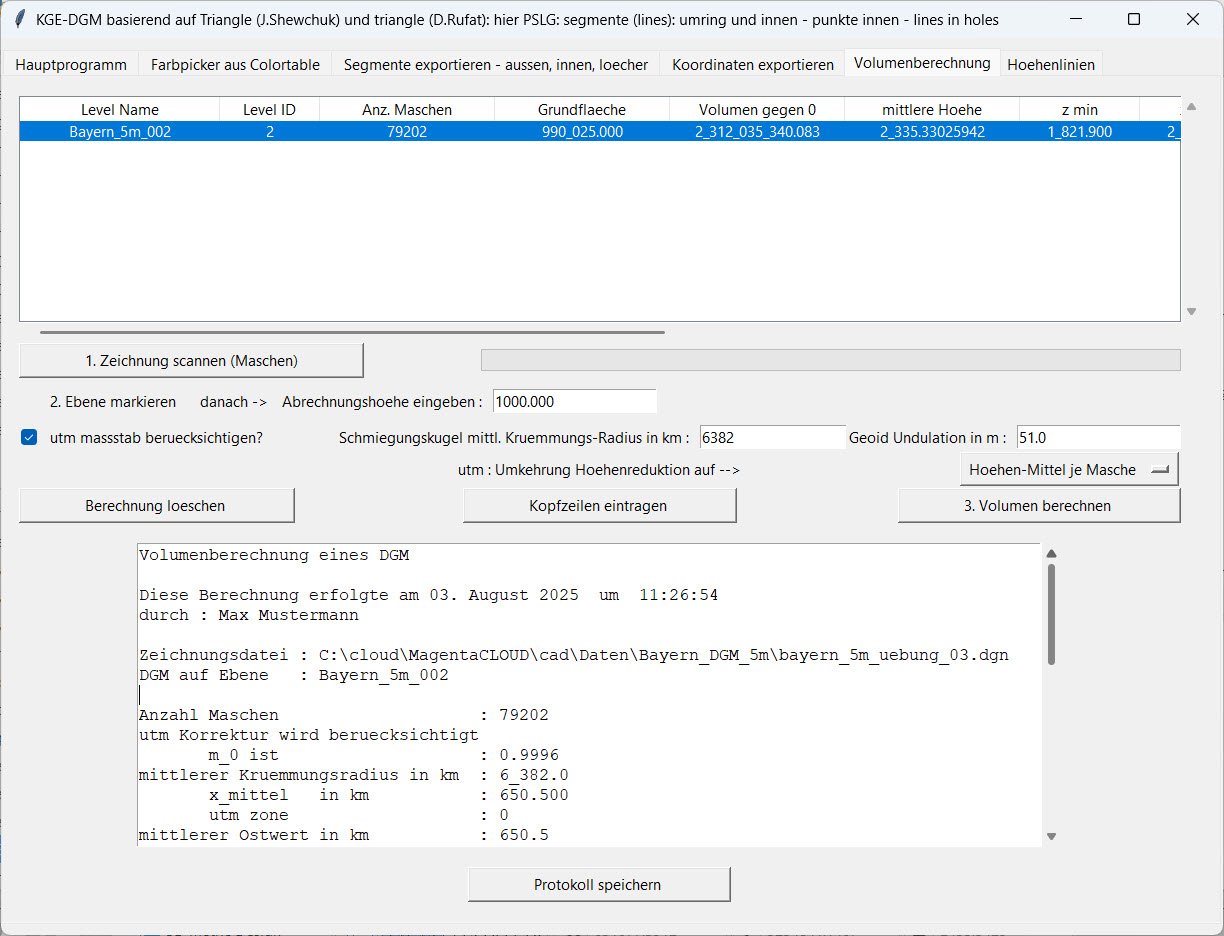 KGE-DGM basierend auf Triangle (J.Shewchuk) und triangle (D.Rufat): hier PSLG: segmente (lines): umring und innen - punkte innen - lines in holes
Hauptprogramm Farbpicker aus Colortable Segmente exportieren - aussen, innen, loecher Koordinaten exportieren Volumenberechnung Hoehenlinien
Level Name Level ID Anz. Maschen Grundflaeche Volumen gegen 0 mittlere Hoehe z min
Bayern_5m_002 2 79202 990_025.000 2_312_035_340.083 2_335.33025942 1_821.900 2_
1. Zeichnung scannen (Maschen)
2. Ebene markieren danach -> Abrechnungshoehe eingeben : 1000.000
utm massstab beruecksichtigen? Schmiegungskugel mittl. Kruemmungs-Radius in km : 6382 Geoid Undulation in m : 51.0
utm : Umkehrung Hoehenreduktion auf --> Hoehen-Mittel je Masche
Berechnung loeschen Kopfzeilen eintragen 3. Volumen berechnen
Volumenberechnung eines DGM
Diese Berechnung erfolgte am 03. August 2025 um 11:26:54
durch : Max Mustermann
Zeichnungsdatei : C:\cloud\MagentaCLOUD\cad\Daten\Bayern_DGM_5m\bayern_5m_uebung_03.dgn
DGM auf Ebene : Bayern_5m_002
Anzahl Maschen : 79202
utm Korrektur wird beruecksichtigt
m_0 ist : 0.9996
mittlerer Kruemmungsradius in km : 6_382.0
x_mittel in km : 650.500
utm zone : 0
mittlerer Ostwert in km : 650.5
Protokoll speichern